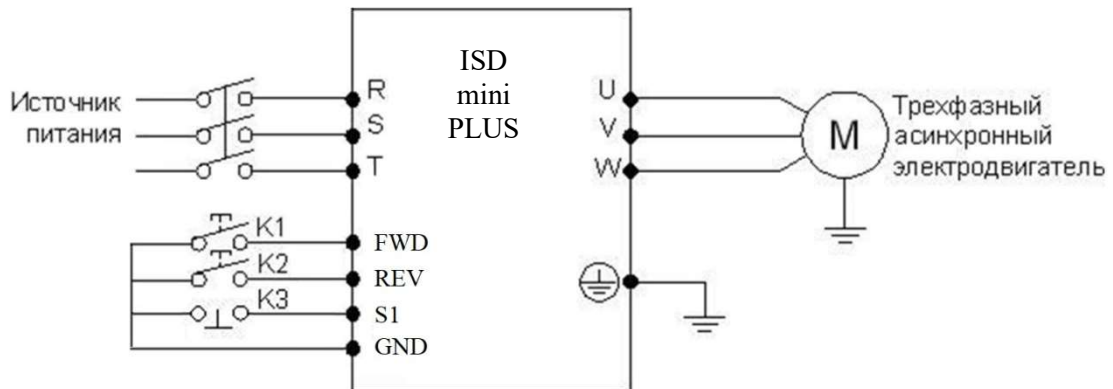 ISD
mini
PLUS
Источник
питания
R
S
T
U
V
W
M
Трехфазный
асинхронный
электродвигатель
K1
FWD
K2
REV
K3
S1
GND